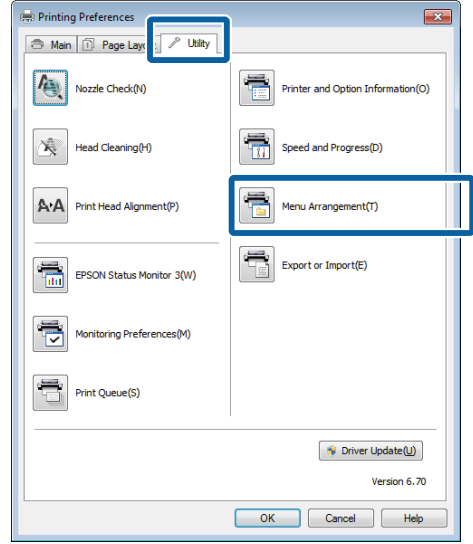 Printing Preferences
Main
Page Lay
Utility
Nozzle Check(N)
Printer and Option Information(O)
Head Cleaning(H)
Speed and Progress(D)
Print Head Alignment(P)
Menu Arrangement(T)
EPSON Status Monitor 3(W)
Export or Import(E)
Monitoring Preferences(M)
Print Queue(S)
Driver Update(U)
Version 6.70
OK
Cancel
Help